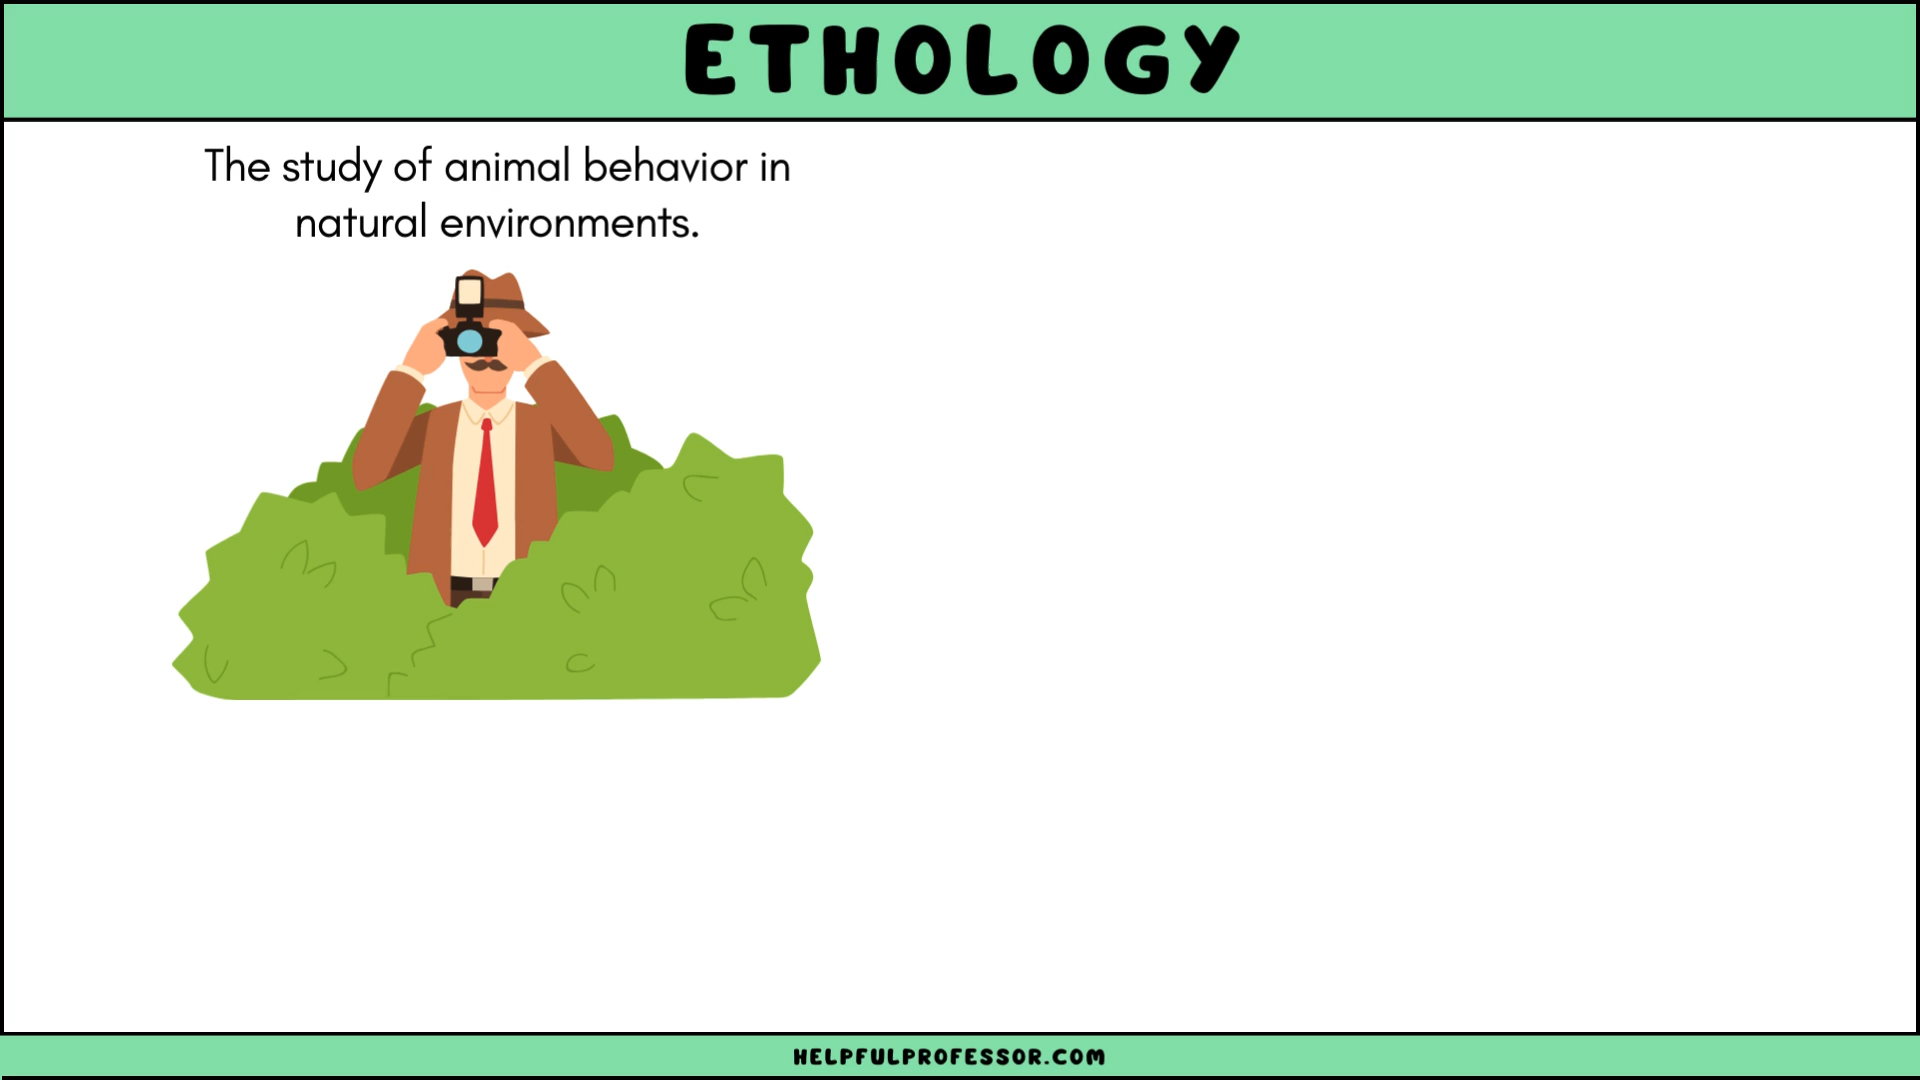 ETHOLOGY
The study of animal behavior in
natural environments.
HELPFULPROFESSOR.COM